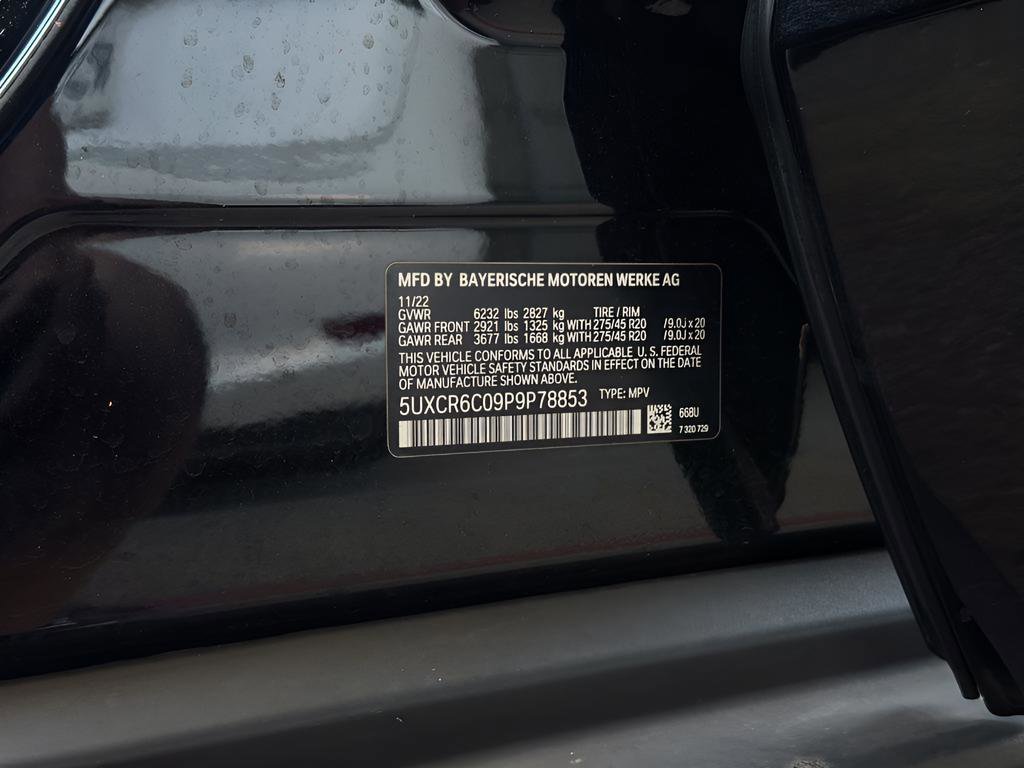 MFD BY BAYERISCHE MOTOREN WERKE AG
11/22
GVWR 6232 lbs 2827 kg TIRE / RIM
GAWR FRONT 2921 lbs 1325 kg WITH 275/45 R20 /9.0J x 20
GAWR REAR 3677 lbs 1668 kg WITH 275/45 R20 /9.0J x 20
THIS VEHICLE CONFORMS TO ALL APPLICABLE U. S. FEDERAL
MOTOR VEHICLE SAFETY STANDARDS IN EFFECT ON THE DATE
OF MANUFACTURE SHOWN ABOVE.
5UXCR6C09P9P78853 TYPE: MPV
668U
7 320 729